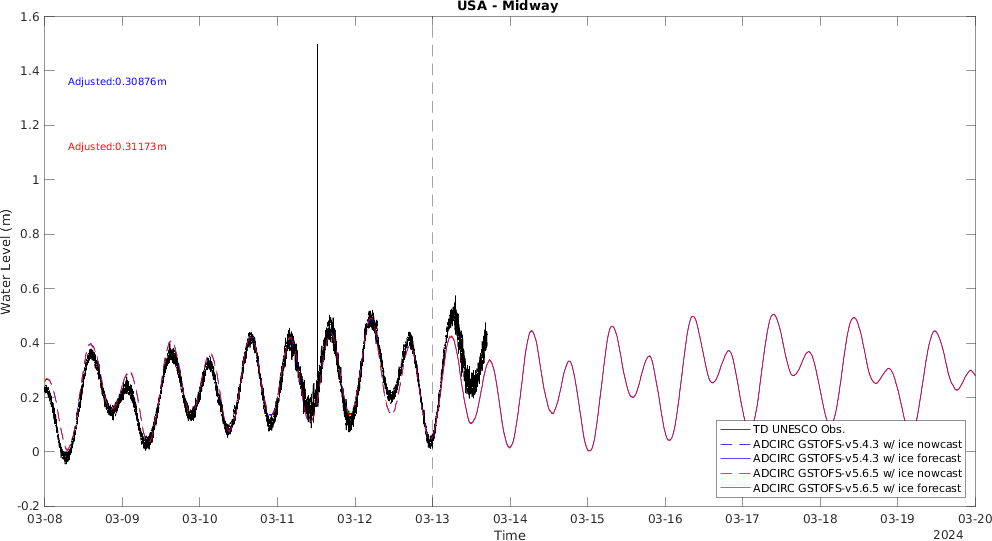 USA - Midway
1.6
1.4
1.2
1
0.8
0.6
0.4
0.2
0
-0.2
Water Level (m)
Adjusted:0.30876m
Adjusted:0.31173m
TD UNESCO Obs.
ADCIRC GSTOFS-v5.4.3 w/ ice nowcast
ADCIRC GSTOFS-v5.4.3 w/ ice forecast
ADCIRC GSTOFS-v5.6.5 w/ ice nowcast
ADCIRC GSTOFS-v5.6.5 w/ ice forecast
03-08 03-09 03-10 03-11 03-12 03-13 03-14 03-15 03-16 03-17 03-18 03-19 03-20
Time
2024